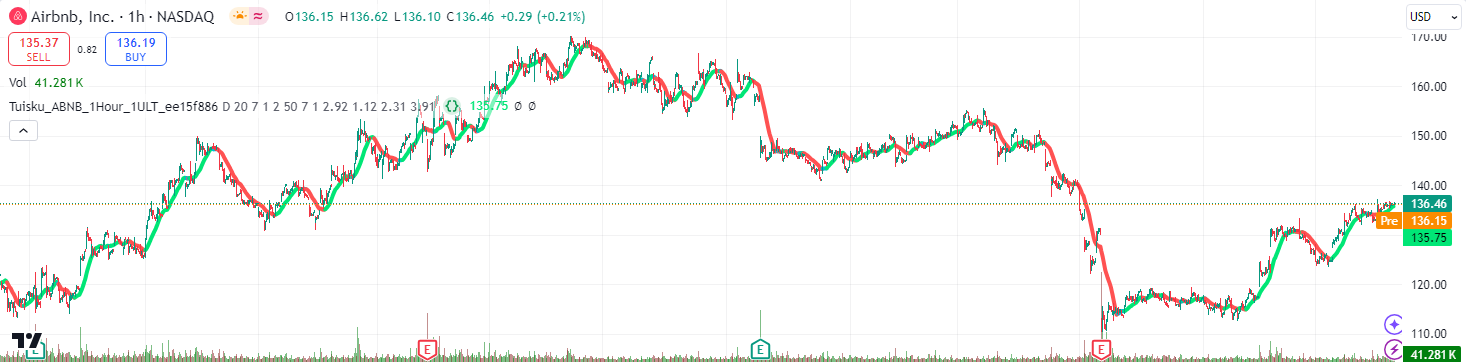 Airbnb, Inc. · 1h · NASDAQ O136.15 H136.62 L136.10 C136.46 +0.29 (+0.21%)
USD
135.37 SELL
0.82
136.19 BUY
Vol 41.281 K
Tuisku_ABNB_1Hour_1ULT_ee15f886 D 20 7 1 2 50 7 1 2.92 1.12 2.31 3.91 {} 135.75 Ø Ø
170.00
160.00
150.00
140.00
136.46
Pre 136.15
135.75
120.00
110.00
E
E
E
E
41.281 K